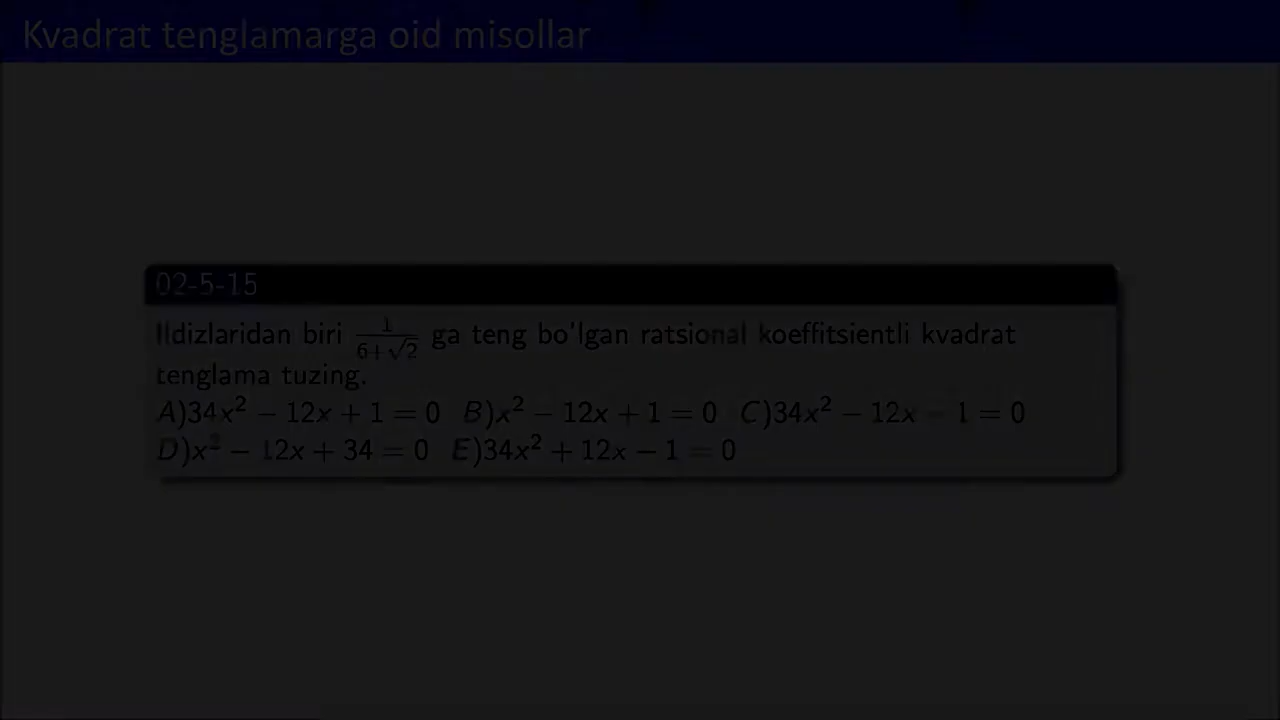 Kvadrat tenglamarga oid misollar
02-5-15
Ildizlaridan biri \frac{1}{6+\sqrt{2}} ga teng bo'lgan ratsional koeffitsientli kvadrat
tenglama tuzing.
A)34x² − 12x + 1 = 0 B)x² − 12x + 1 = 0 C)34x² − 12x − 1 = 0
D)x² − 12x + 34 = 0 E)34x² + 12x − 1 = 0